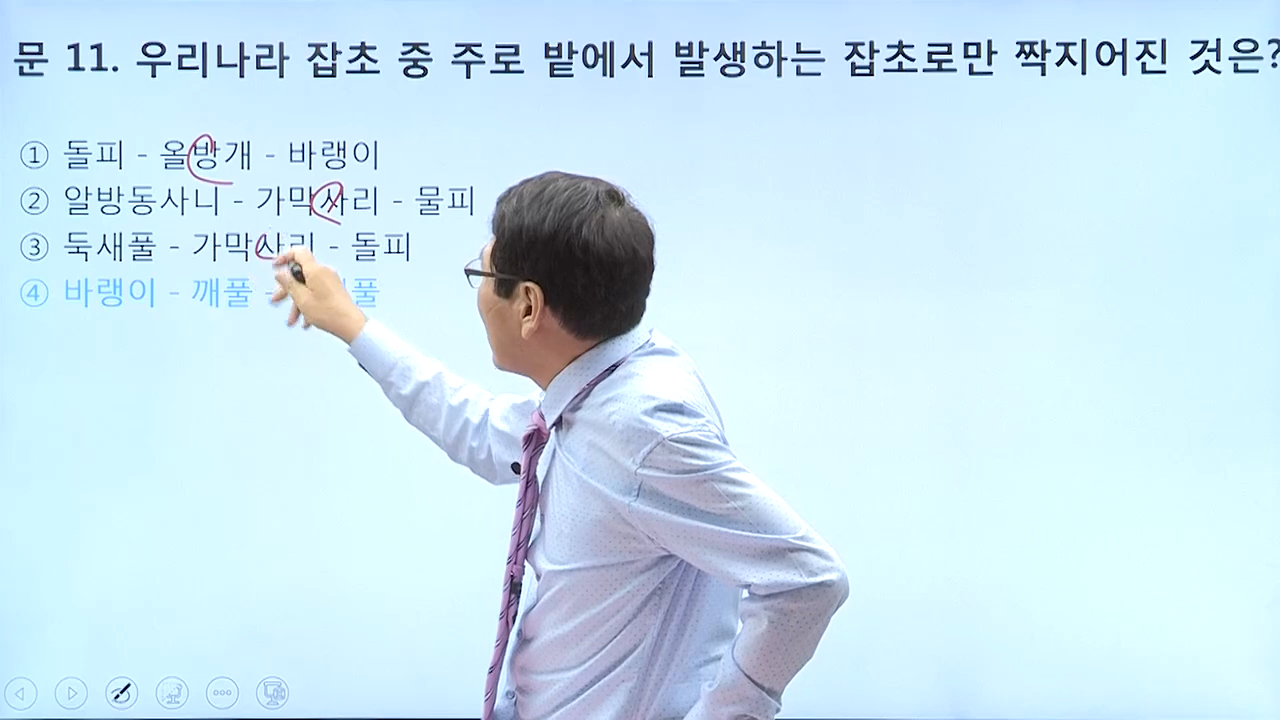 문 11. 우리나라 잡초 중 주로 밭에서 발생하는 잡초로만 짝지어진 것은?
① 돌피 - 올방개 - 바랭이
② 알방동사니 - 가막사리 - 물피
③ 둑새풀 - 가막사리 - 돌피
④ 바랭이 - 깨풀 - 풀